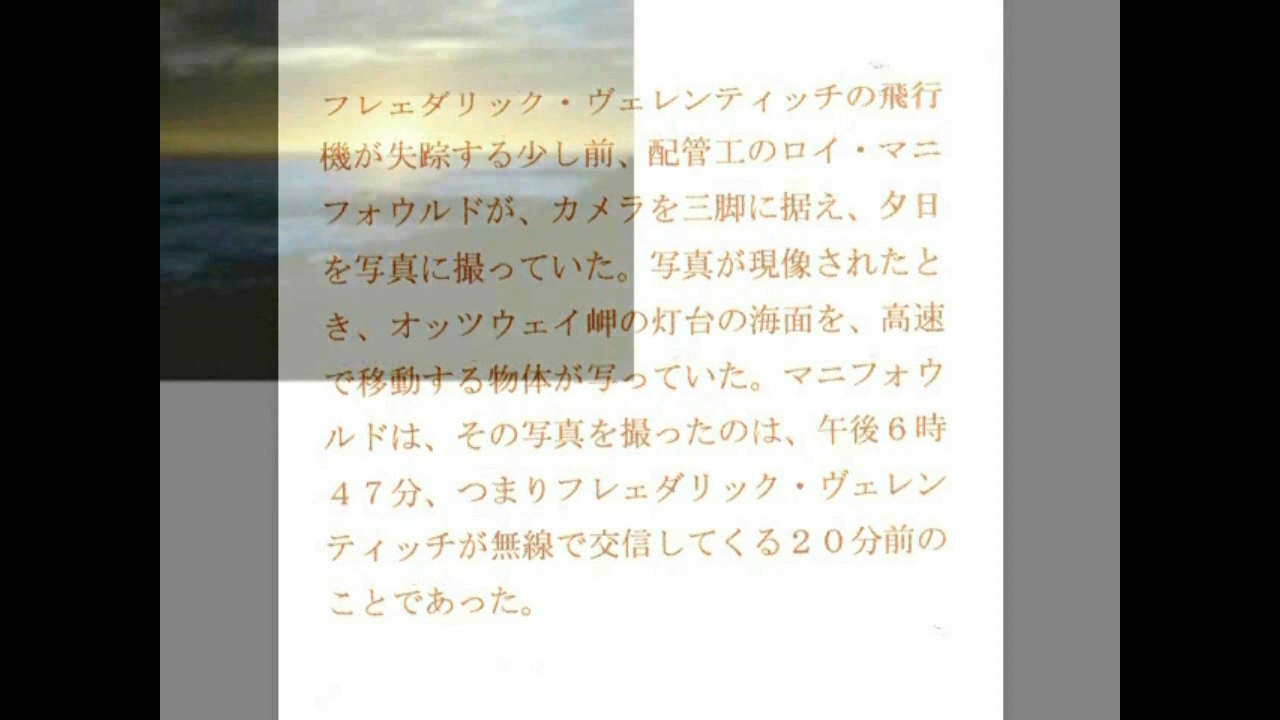 フレェダリック・ヴェレンティッチの飛行
機が失踪する少し前、配管工のロイ・マニ
フォウルドが、カメラを三脚に据え、夕日
を写真に撮っていた。写真が現像されたと
き、オッツウェイ岬の灯台の海面を、高速
で移動する物体が写っていた。マニフォウ
ルドは、その写真を撮ったのは、午後６時
４７分、つまりフレェダリック・ヴェレン
ティッチが無線で交信してくる２０分前の
ことであった。